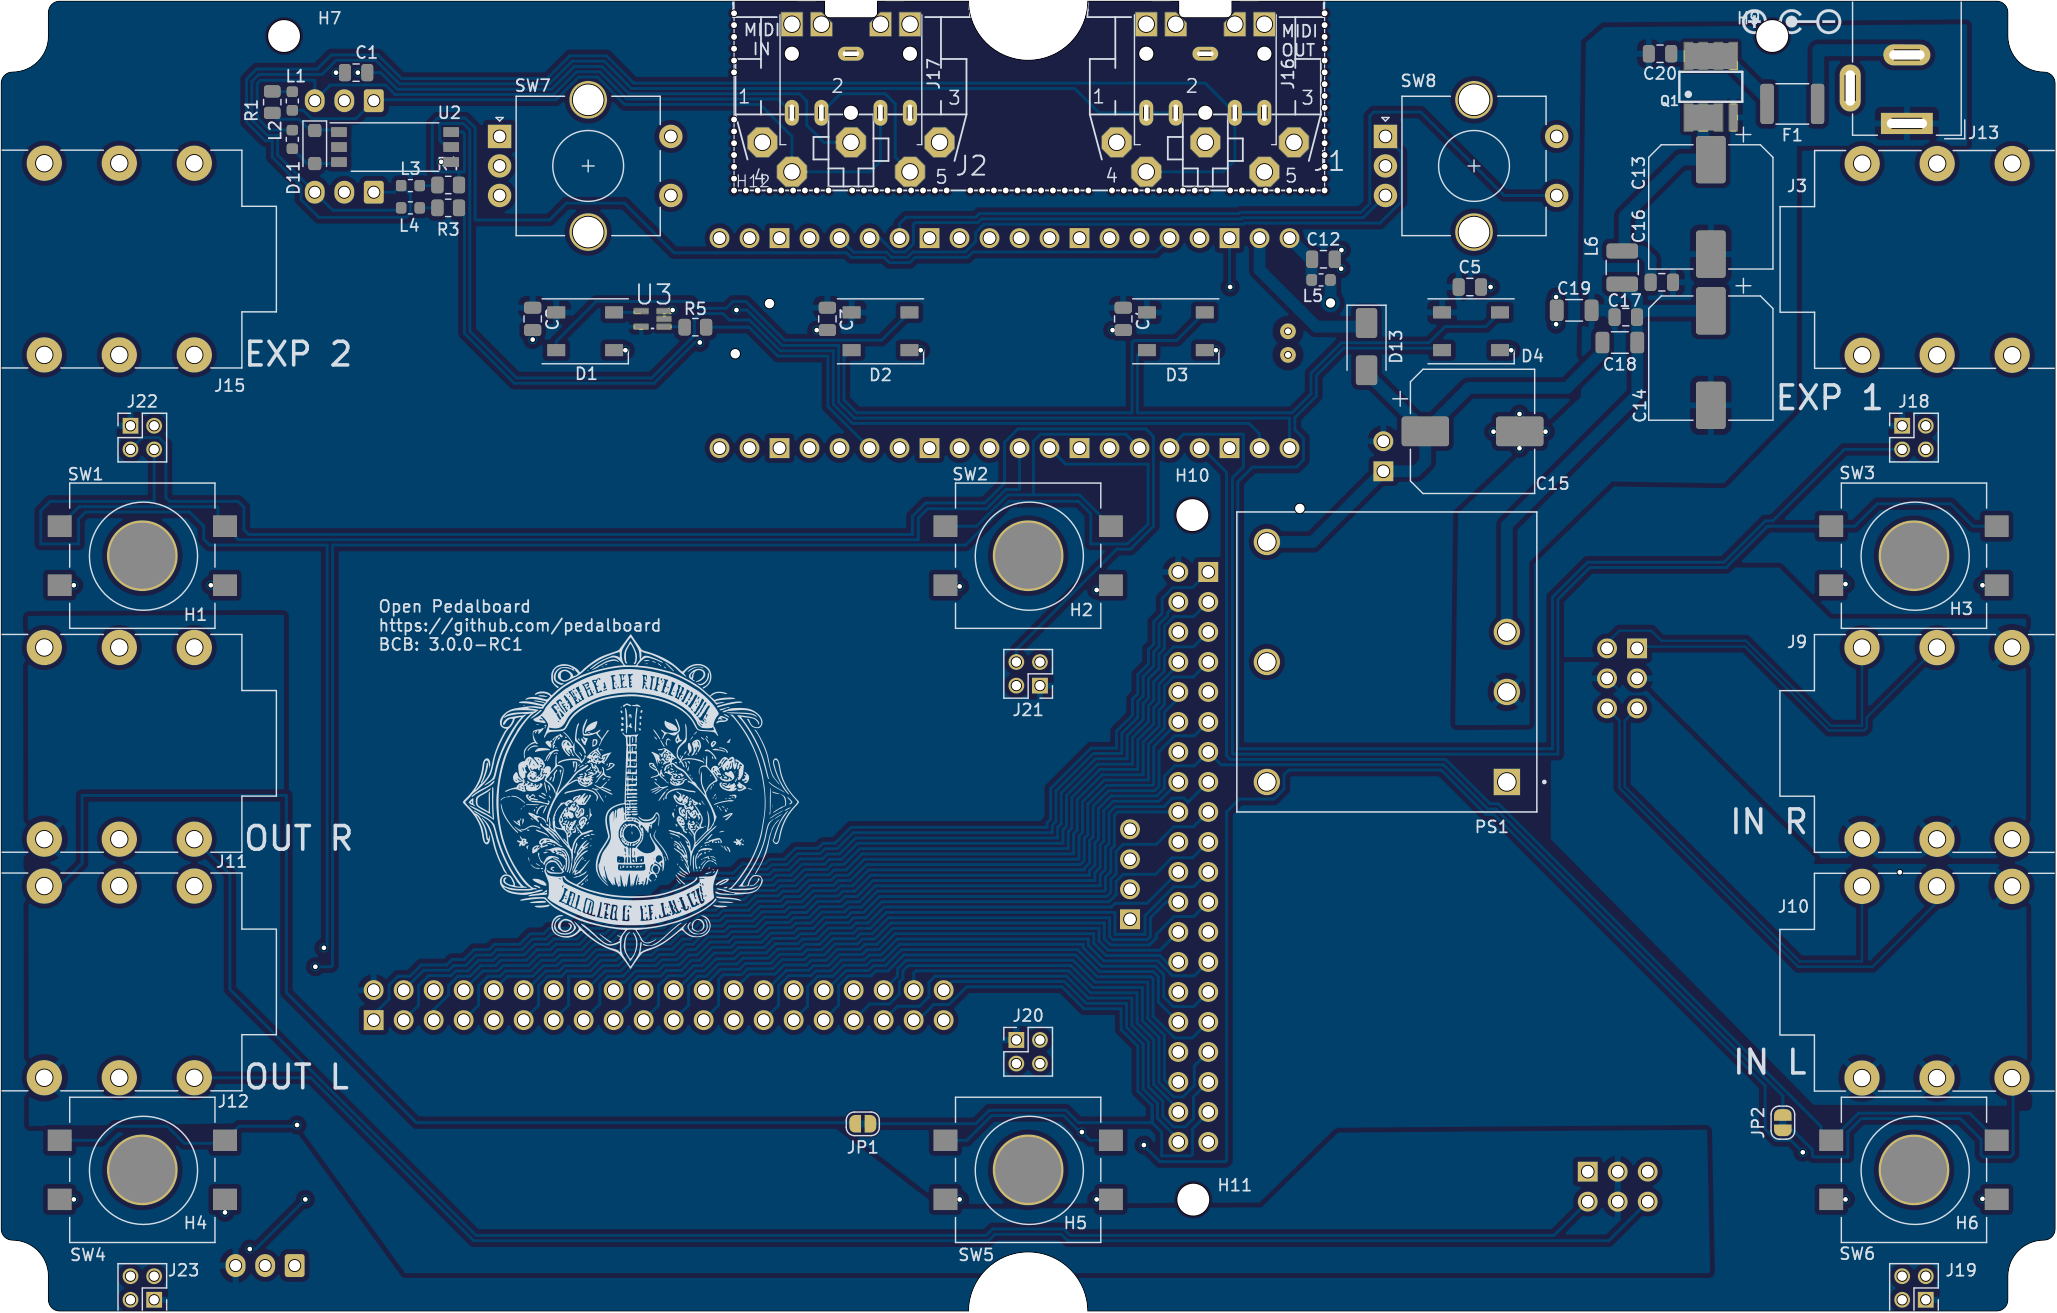 H7
H9
C1
L1
R1
L2
U2
D11
L3
L4
R3
SW7
MIDI
IN
J17
2
1
3
4
5
J2
H12
MIDI
OUT
J16
2
1
3
4
5
J1
SW8
C20
Q1
F1
J13
C13
C16
J3
L6
C12
L5
C5
C19
C17
C18
C14
D13
D4
U3
R5
D1
D2
D3
EXP 2
J15
EXP 1
J22
J18
SW1
SW2
SW3
H10
C15
H1
H2
H3
Open Pedalboard
https://github.com/pedalboard
BCB: 3.0.0-RC1
J9
J21
IN R
PS1
OUT R
J11
J10
J20
OUT L
IN L
J12
JP1
JP2
H11
H4
H5
H6
SW4
SW5
SW6
J23
J19